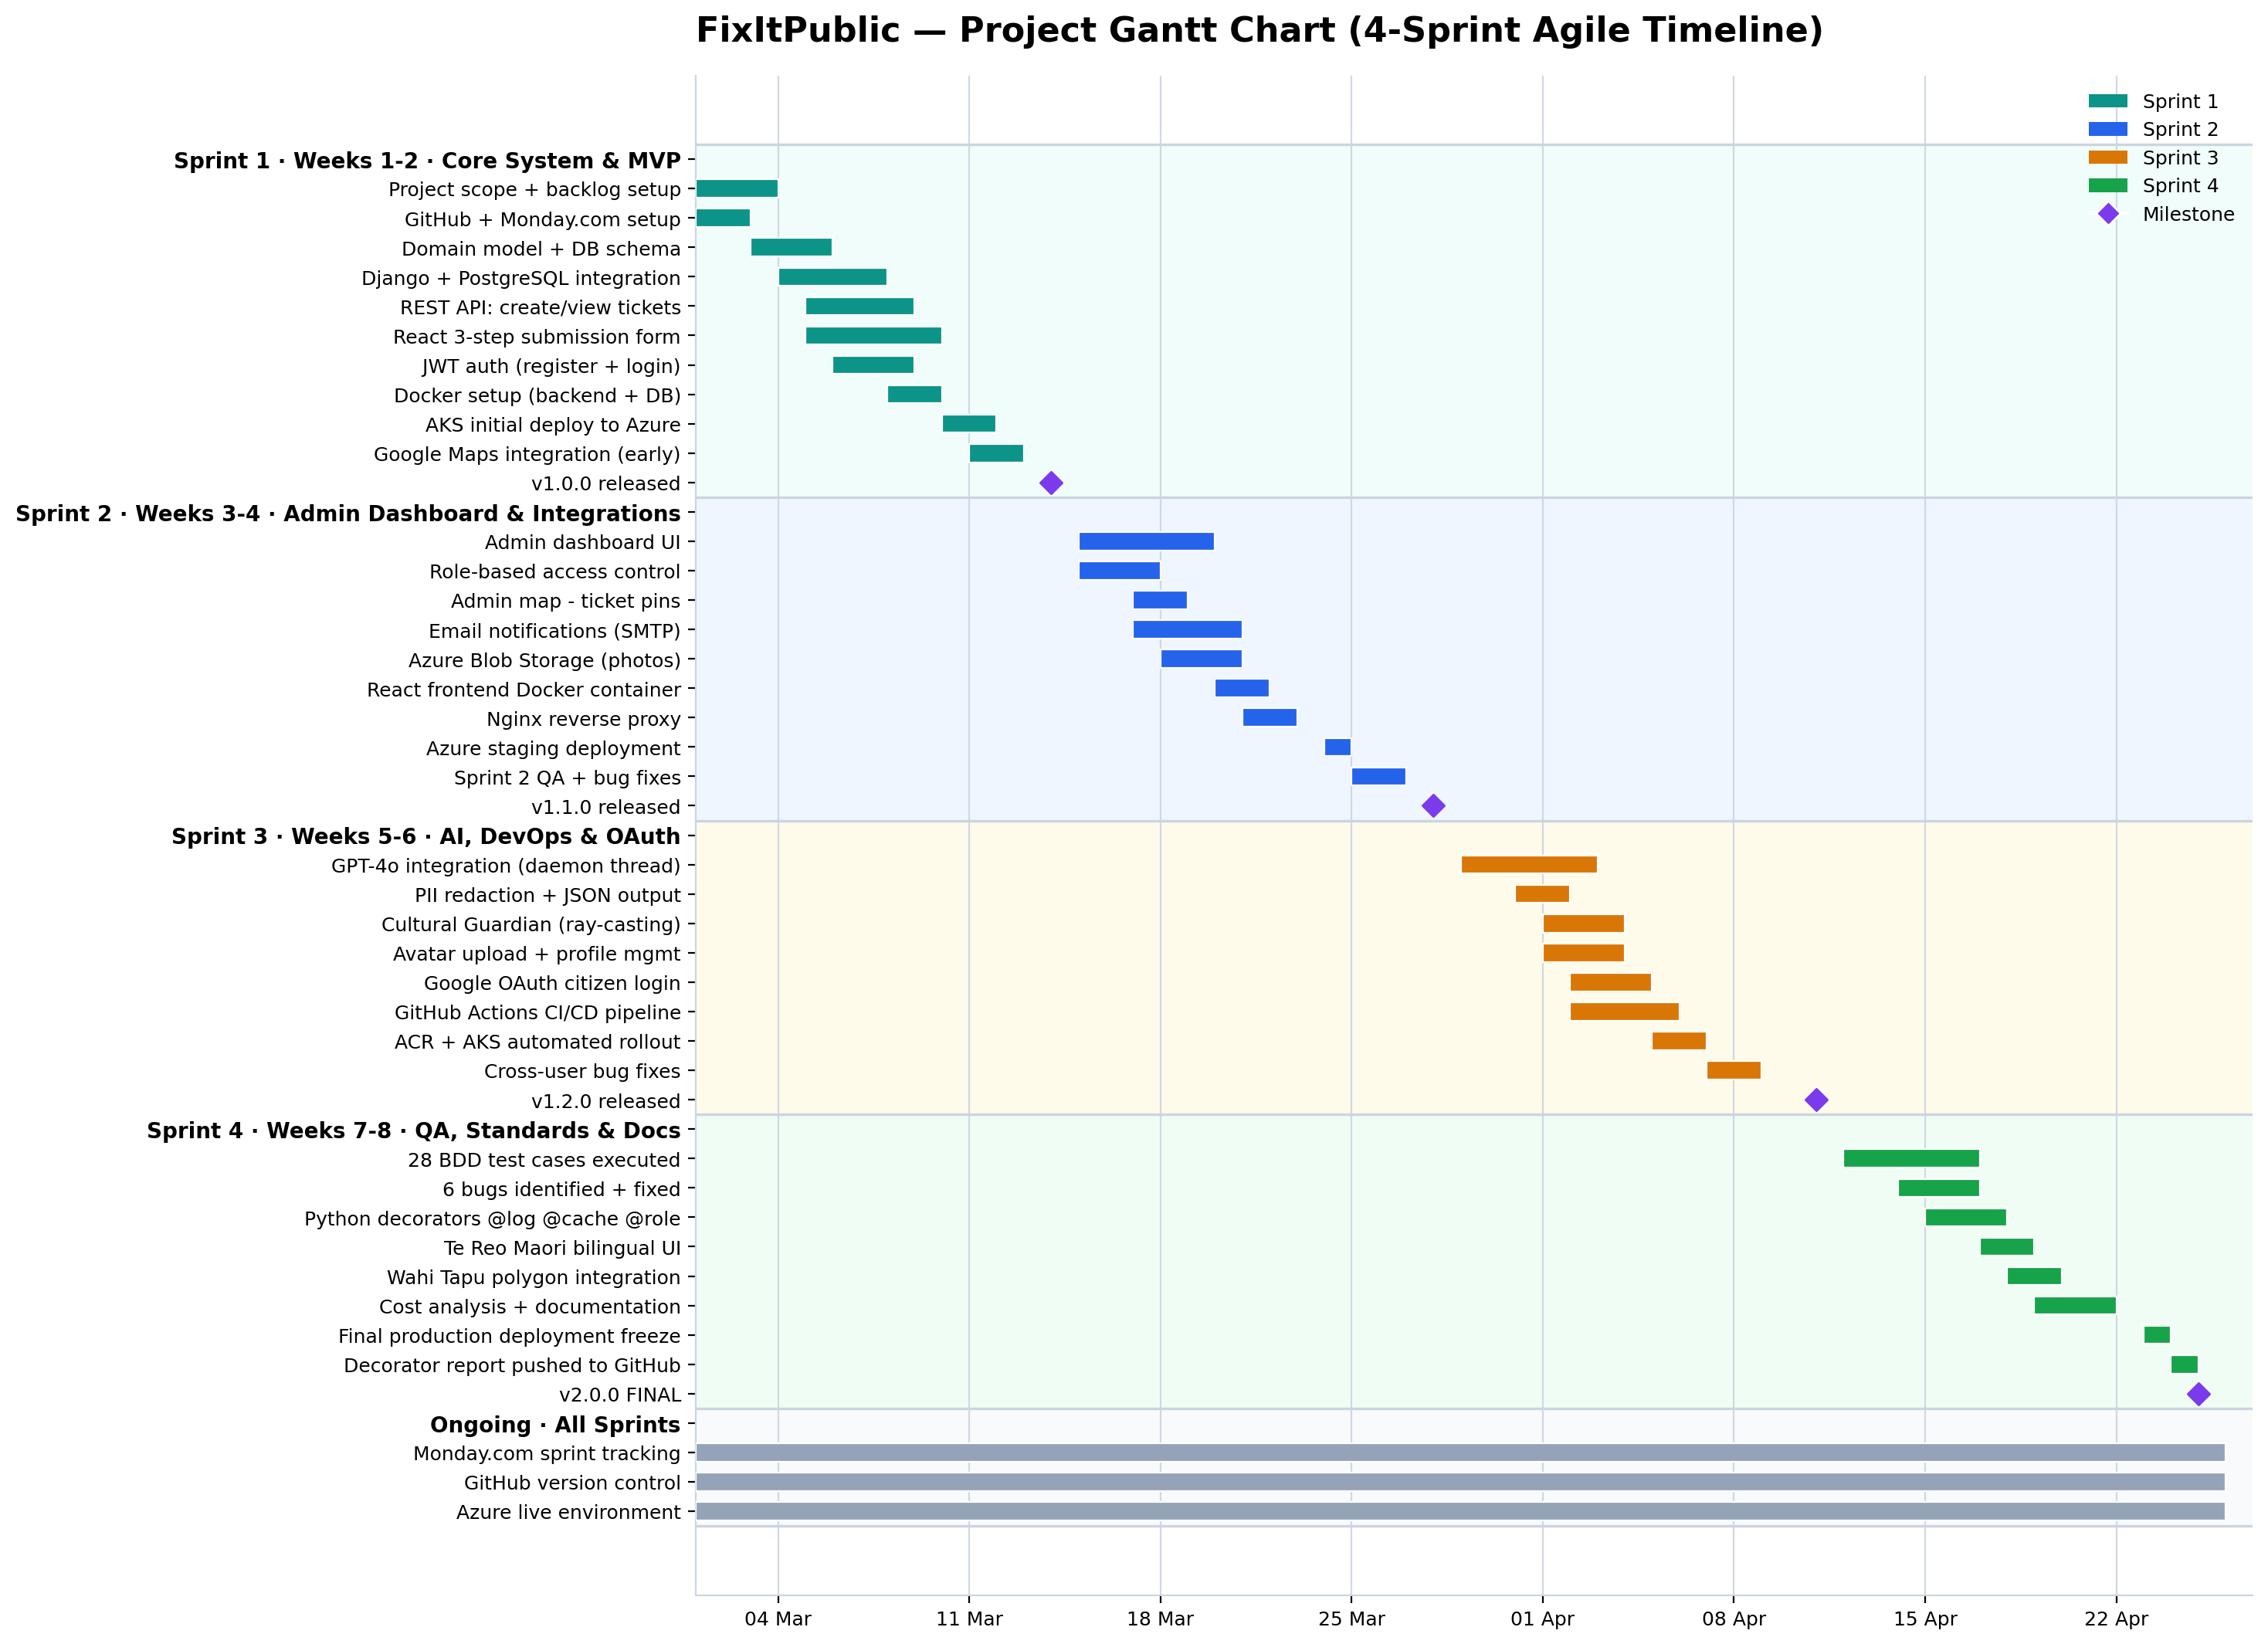 FixItPublic — Project Gantt Chart (4-Sprint Agile Timeline)
Sprint 1
Sprint 2
Sprint 3
Sprint 4
Milestone
Sprint 1 · Weeks 1-2 · Core System & MVP
Project scope + backlog setup
GitHub + Monday.com setup
Domain model + DB schema
Django + PostgreSQL integration
REST API: create/view tickets
React 3-step submission form
JWT auth (register + login)
Docker setup (backend + DB)
AKS initial deploy to Azure
Google Maps integration (early)
v1.0.0 released
Sprint 2 · Weeks 3-4 · Admin Dashboard & Integrations
Admin dashboard UI
Role-based access control
Admin map - ticket pins
Email notifications (SMTP)
Azure Blob Storage (photos)
React frontend Docker container
Nginx reverse proxy
Azure staging deployment
Sprint 2 QA + bug fixes
v1.1.0 released
Sprint 3 · Weeks 5-6 · AI, DevOps & OAuth
GPT-4o integration (daemon thread)
PII redaction + JSON output
Cultural Guardian (ray-casting)
Avatar upload + profile mgmt
Google OAuth citizen login
GitHub Actions CI/CD pipeline
ACR + AKS automated rollout
Cross-user bug fixes
v1.2.0 released
Sprint 4 · Weeks 7-8 · QA, Standards & Docs
28 BDD test cases executed
6 bugs identified + fixed
Python decorators @log @cache @role
Te Reo Maori bilingual UI
Wahi Tapu polygon integration
Cost analysis + documentation
Final production deployment freeze
Decorator report pushed to GitHub
v2.0.0 FINAL
Ongoing · All Sprints
Monday.com sprint tracking
GitHub version control
Azure live environment
04 Mar
11 Mar
18 Mar
25 Mar
01 Apr
08 Apr
15 Apr
22 Apr